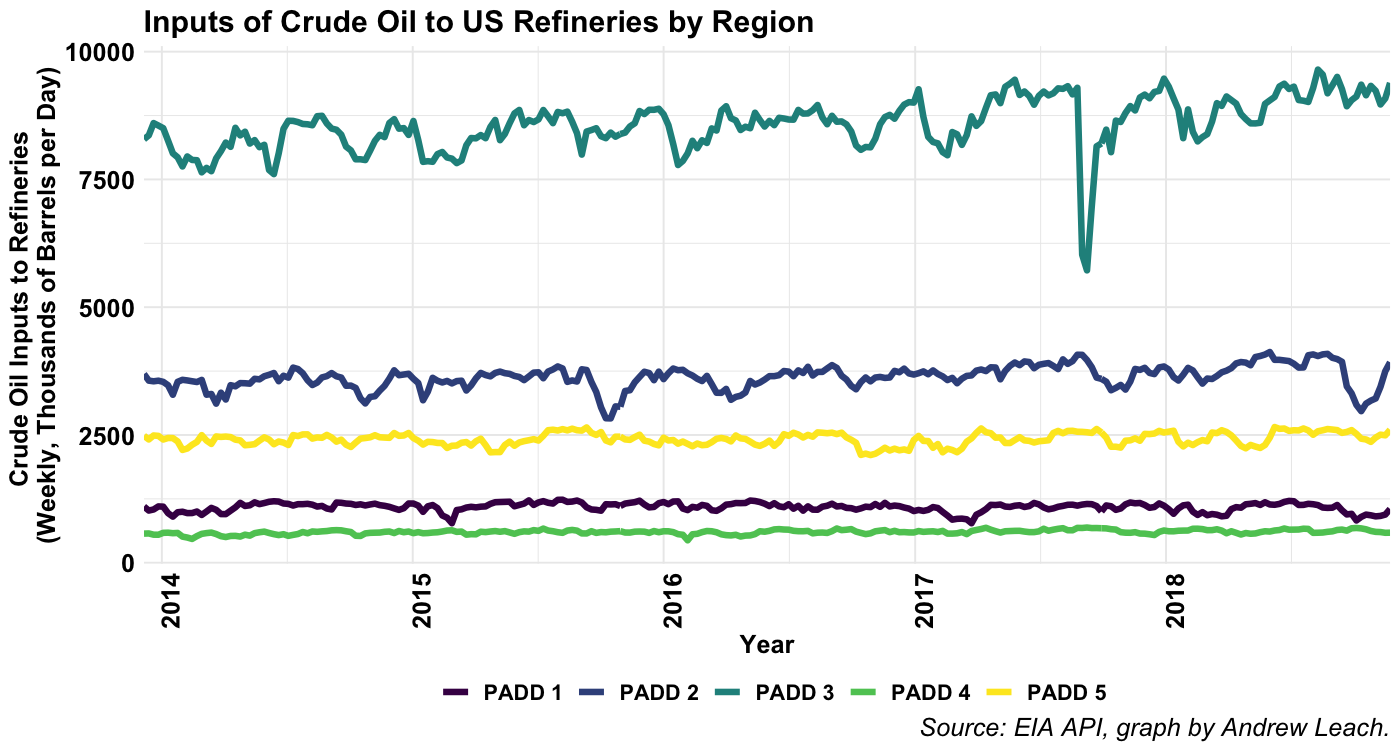 Inputs of Crude Oil to US Refineries by Region
Crude Oil Inputs to Refineries
(Weekly, Thousands of Barrels per Day)
10000
7500
5000
2500
0
2014
2015
2016
2017
2018
Year
PADD 1
PADD 2
PADD 3
PADD 4
PADD 5
Source: EIA API, graph by Andrew Leach.